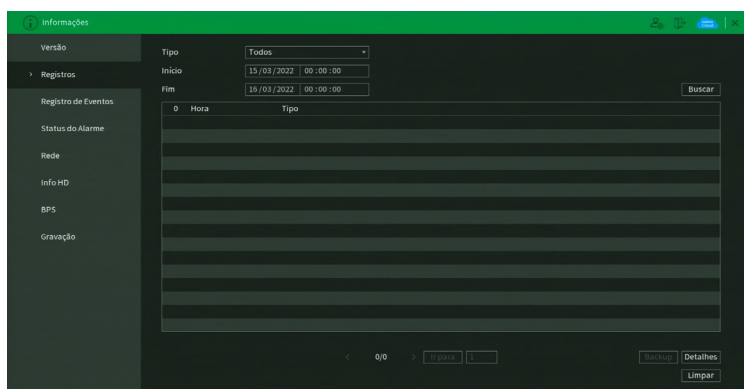 Informações
Versão
> Registros
Registro de Eventos
Status do Alarme
Rede
Info HD
BPS
Gravação
Tipo Todos
Início 15/03/2022 00:00:00
Fim 16/03/2022 00:00:00
Buscar
0 Hora Tipo
< 0/0 > Ir para 1
Backup Detalhes
Limpar